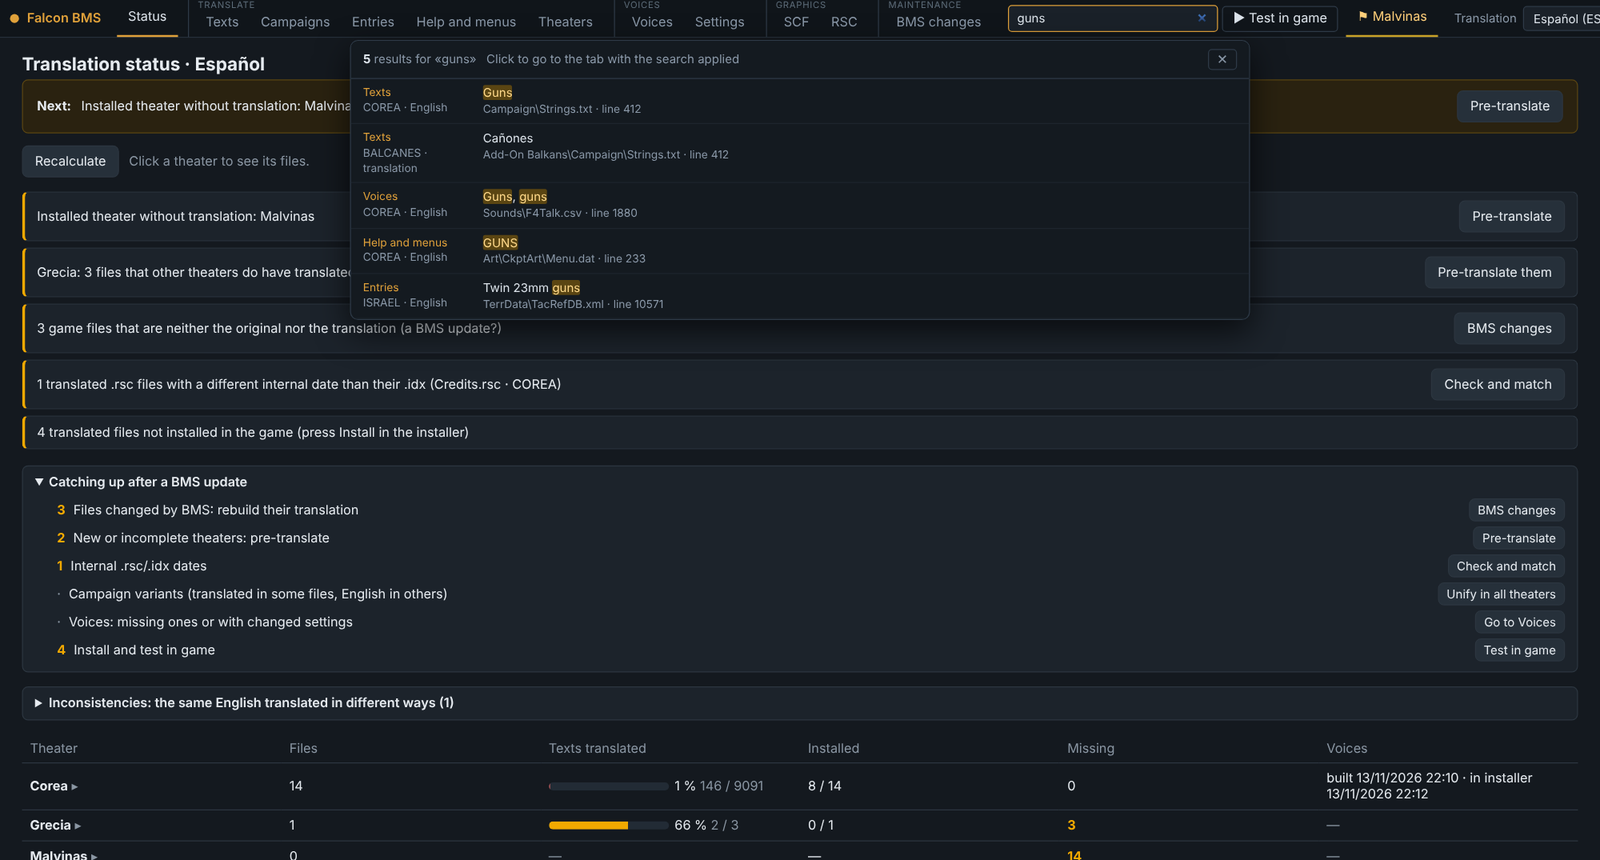 Falcon BMS
Status
TRANSLATE
Texts
Campaigns
Entries
Help and menus
Theaters
VOICES
Voices
Settings
GRAPHICS
SCF
RSC
MAINTENANCE
BMS changes
guns
✕
▶ Test in game
⚑ Malvinas
Translation
Español (ES
5 results for «guns» Click to go to the tab with the search applied
✕
Texts
COREA · English
Guns
Campaign\Strings.txt · line 412
Texts
BALCANES ·
translation
Cañones
Add-On Balkans\Campaign\Strings.txt · line 412
Voices
COREA · English
Guns, guns
Sounds\F4Talk.csv · line 1880
Help and menus
COREA · English
GUNS
Art\CkptArt\Menu.dat · line 233
Entries
ISRAEL · English
Twin 23mm guns
TerrData\TacRefDB.xml · line 10571
Translation status · Español
Next: Installed theater without translation: Malvina
Pre-translate
Recalculate
Click a theater to see its files.
Installed theater without translation: Malvinas
Pre-translate
Grecia: 3 files that other theaters do have translated
Pre-translate them
3 game files that are neither the original nor the translation (a BMS update?)
BMS changes
1 translated .rsc files with a different internal date than their .idx (Credits.rsc · COREA)
Check and match
4 translated files not installed in the game (press Install in the installer)
▼ Catching up after a BMS update
3 Files changed by BMS: rebuild their translation
BMS changes
2 New or incomplete theaters: pre-translate
Pre-translate
1 Internal .rsc/.idx dates
Check and match
· Campaign variants (translated in some files, English in others)
Unify in all theaters
· Voices: missing ones or with changed settings
Go to Voices
4 Install and test in game
Test in game
▶ Inconsistencies: the same English translated in different ways (1)
Theater Files Texts translated Installed Missing Voices
Corea ▸ 14 1 % 146 / 9091 8 / 14 0 built 13/11/2026 22:10 · in installer
13/11/2026 22:12
Grecia ▸ 1 66 % 2 / 3 0 / 1 3 —
Malvinas ▸ 0 — — 14 —